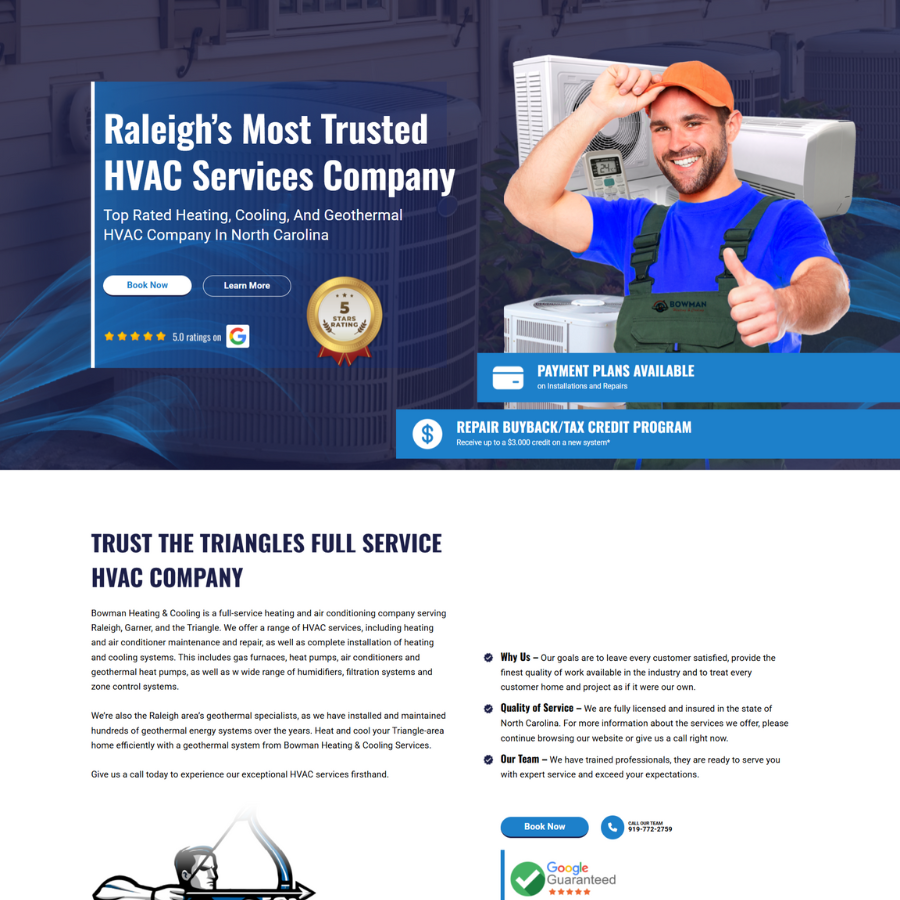 Raleigh's Most Trusted
HVAC Services Company
Top Rated Heating, Cooling, And Geothermal
HVAC Company In North Carolina
Book Now
Learn More
5
STARS
RATING
5.0 ratings on
G
BOWMAN
PAYMENT PLANS AVAILABLE
on Installations and Repairs
$
REPAIR BUYBACK/TAX CREDIT PROGRAM
Receive up to a $3.000 credit on a new system*
TRUST THE TRIANGLES FULL SERVICE
HVAC COMPANY
Bowman Heating & Cooling is a full-service heating and air conditioning company serving
Raleigh, Garner, and the Triangle. We offer a range of HVAC services, including heating
and air conditioner maintenance and repair, as well as complete installation of heating
and cooling systems. This includes gas furnaces, heat pumps, air conditioners and
geothermal heat pumps, as well as w wide range of humidifiers, filtration systems and
zone control systems.
We're also the Raleigh area's geothermal specialists, as we have installed and maintained
hundreds of geothermal energy systems over the years. Heat and cool your Triangle-area
home efficiently with a geothermal system from Bowman Heating & Cooling Services.
Give us a call today to experience our exceptional HVAC services firsthand.
Why Us – Our goals are to leave every customer satisfied, provide the
finest quality of work available in the industry and to treat every
customer home and project as if it were our own.
Quality of Service – We are fully licensed and insured in the state of
North Carolina. For more information about the services we offer, please
continue browsing our website or give us a call right now.
Our Team – We have trained professionals, they are ready to serve you
with expert service and exceed your expectations.
Book Now
CALL OUR TEAM
919-772-2759
Google
Guaranteed